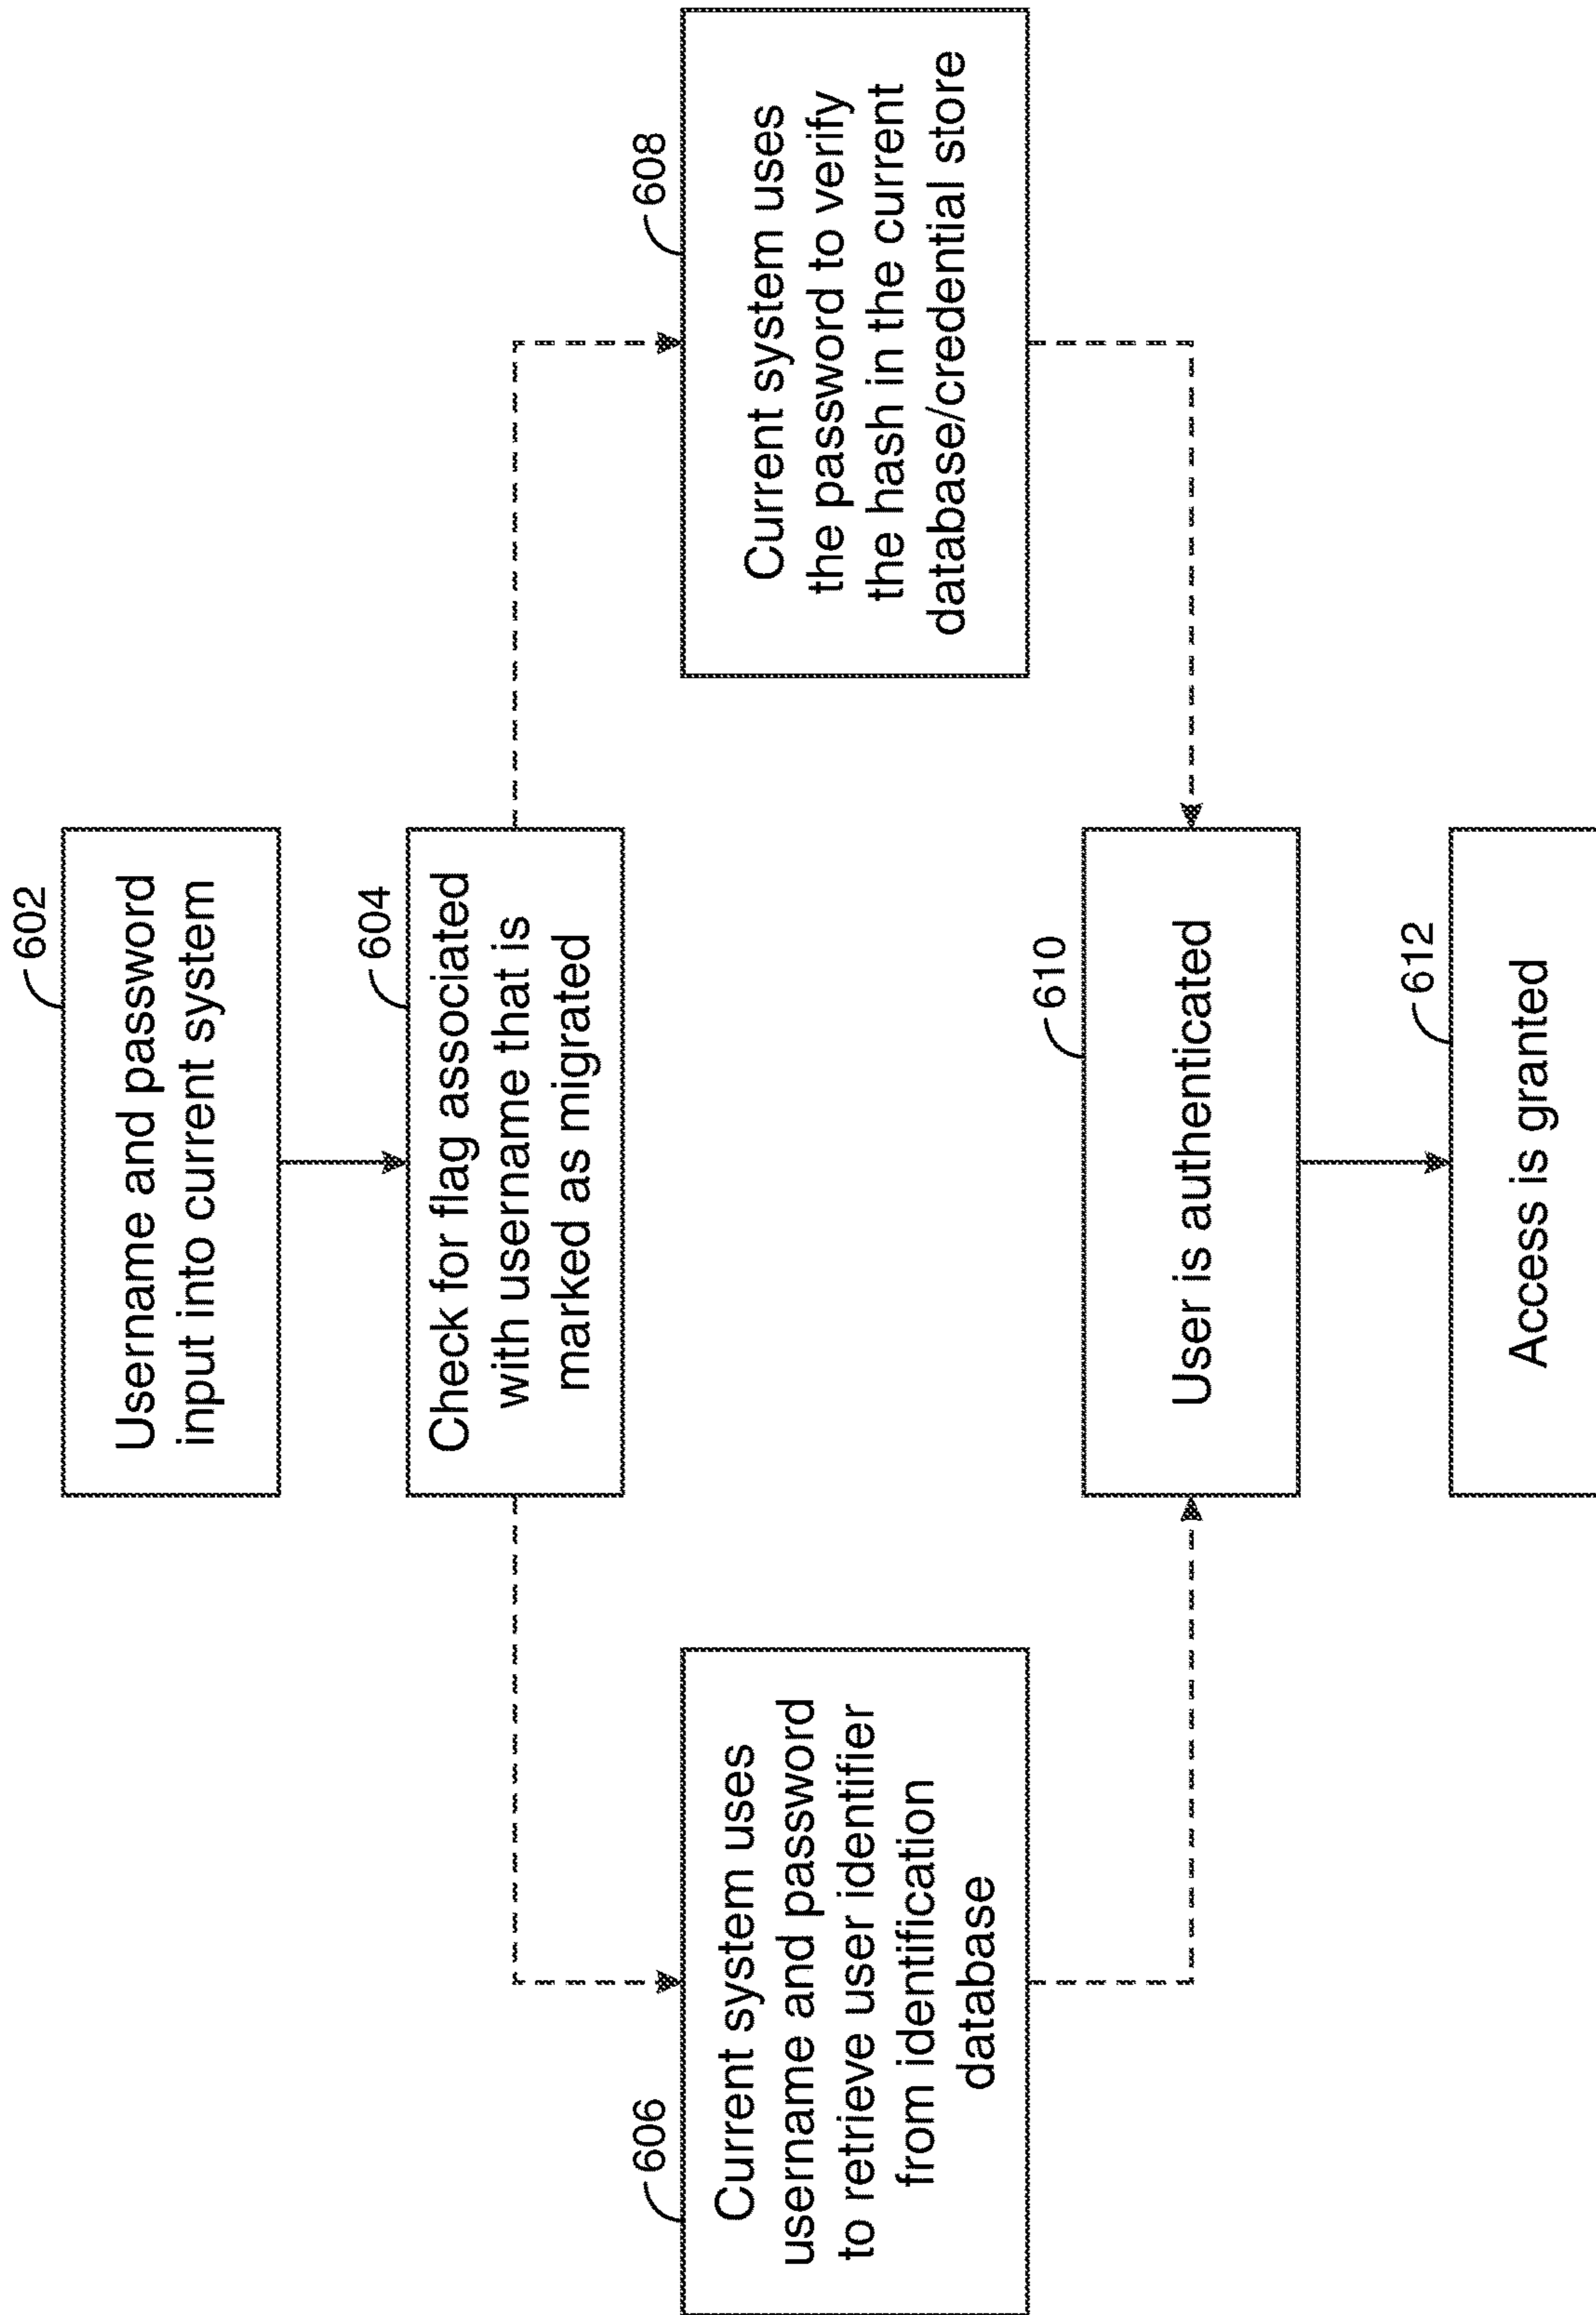 602
Username and password
input into current system
604
Check for flag associated
with username that is
marked as migrated
606
Current system uses
username and password
to retrieve user identifier
from identification
database
608
Current system uses
the password to verify
the hash in the current
database/credential store
610
User is authenticated
612
Access is granted